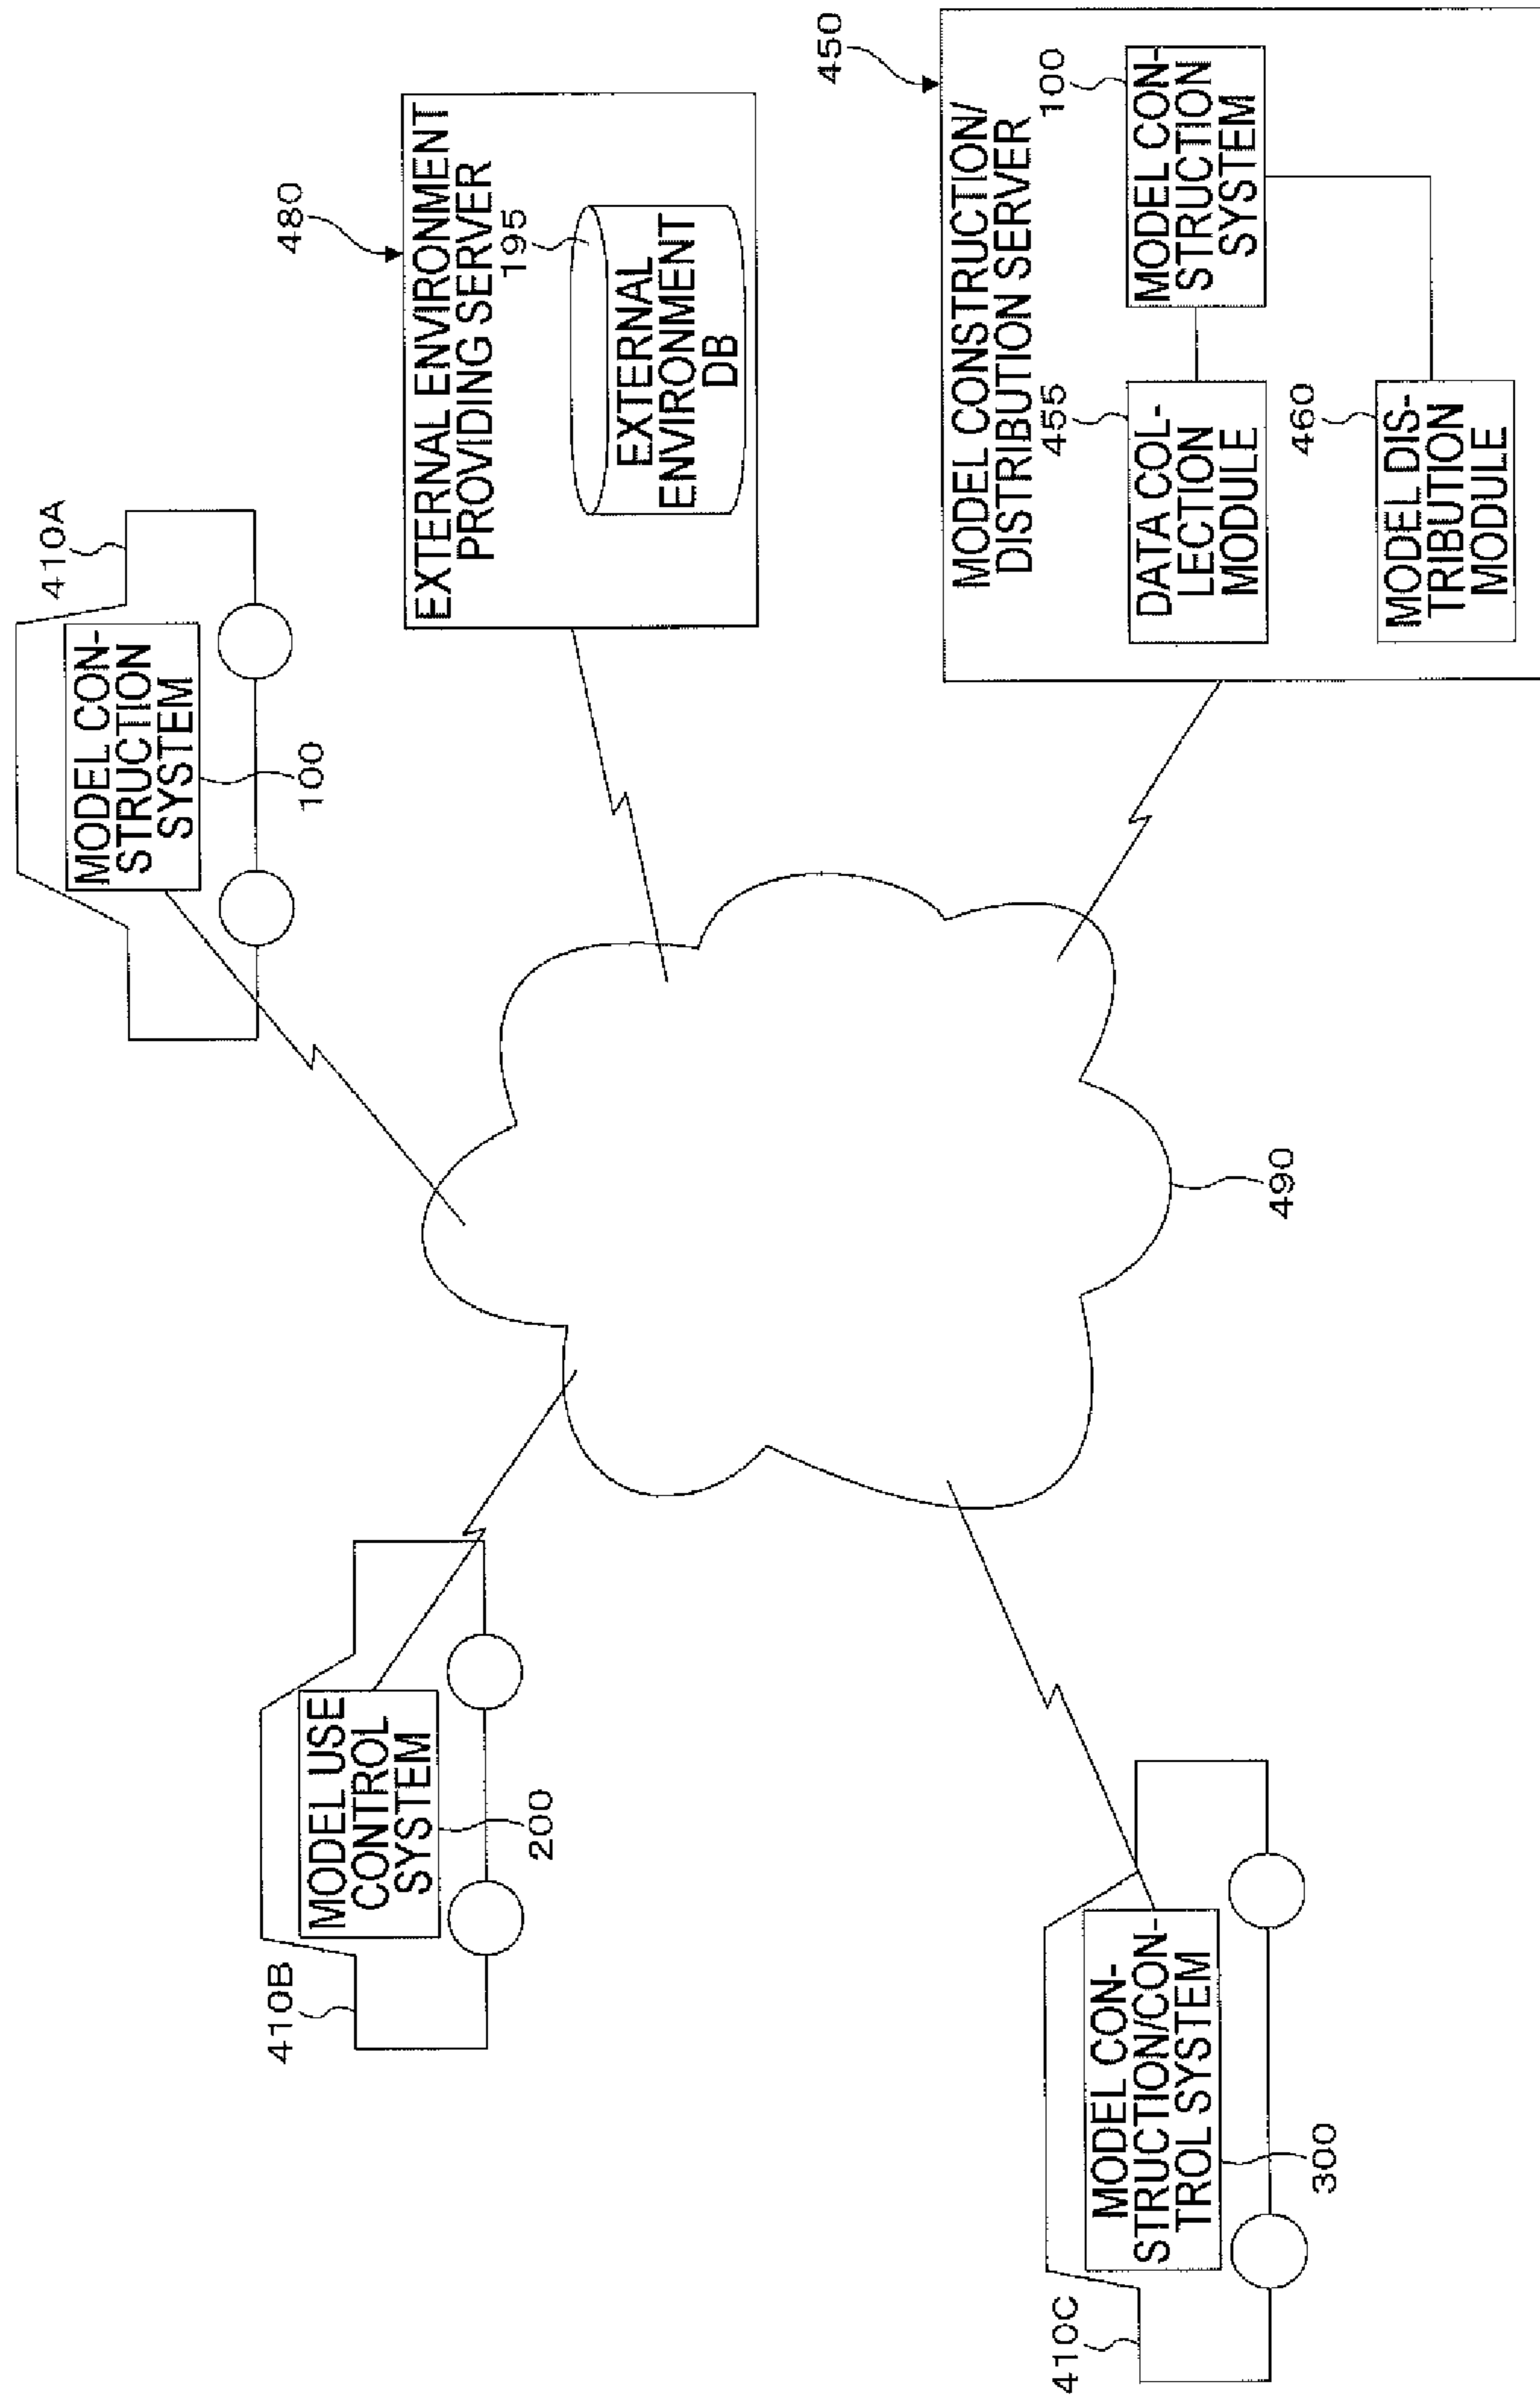 410A
MODEL CON-
STRUCTION
SYSTEM
100
410B
MODEL USE
CONTROL
SYSTEM
200
480
EXTERNAL ENVIRONMENT
PROVIDING SERVER
195
EXTERNAL
ENVIRONMENT
DB
490
410C
MODEL CON-
STRUCTION/CON-
TROL SYSTEM
300
450
MODEL CONSTRUCTION/
DISTRIBUTION SERVER
455
DATA COL-
LECTION
MODULE
100
MODEL CON-
STRUCTION
SYSTEM
460
MODEL DIS-
TRIBUTION
MODULE